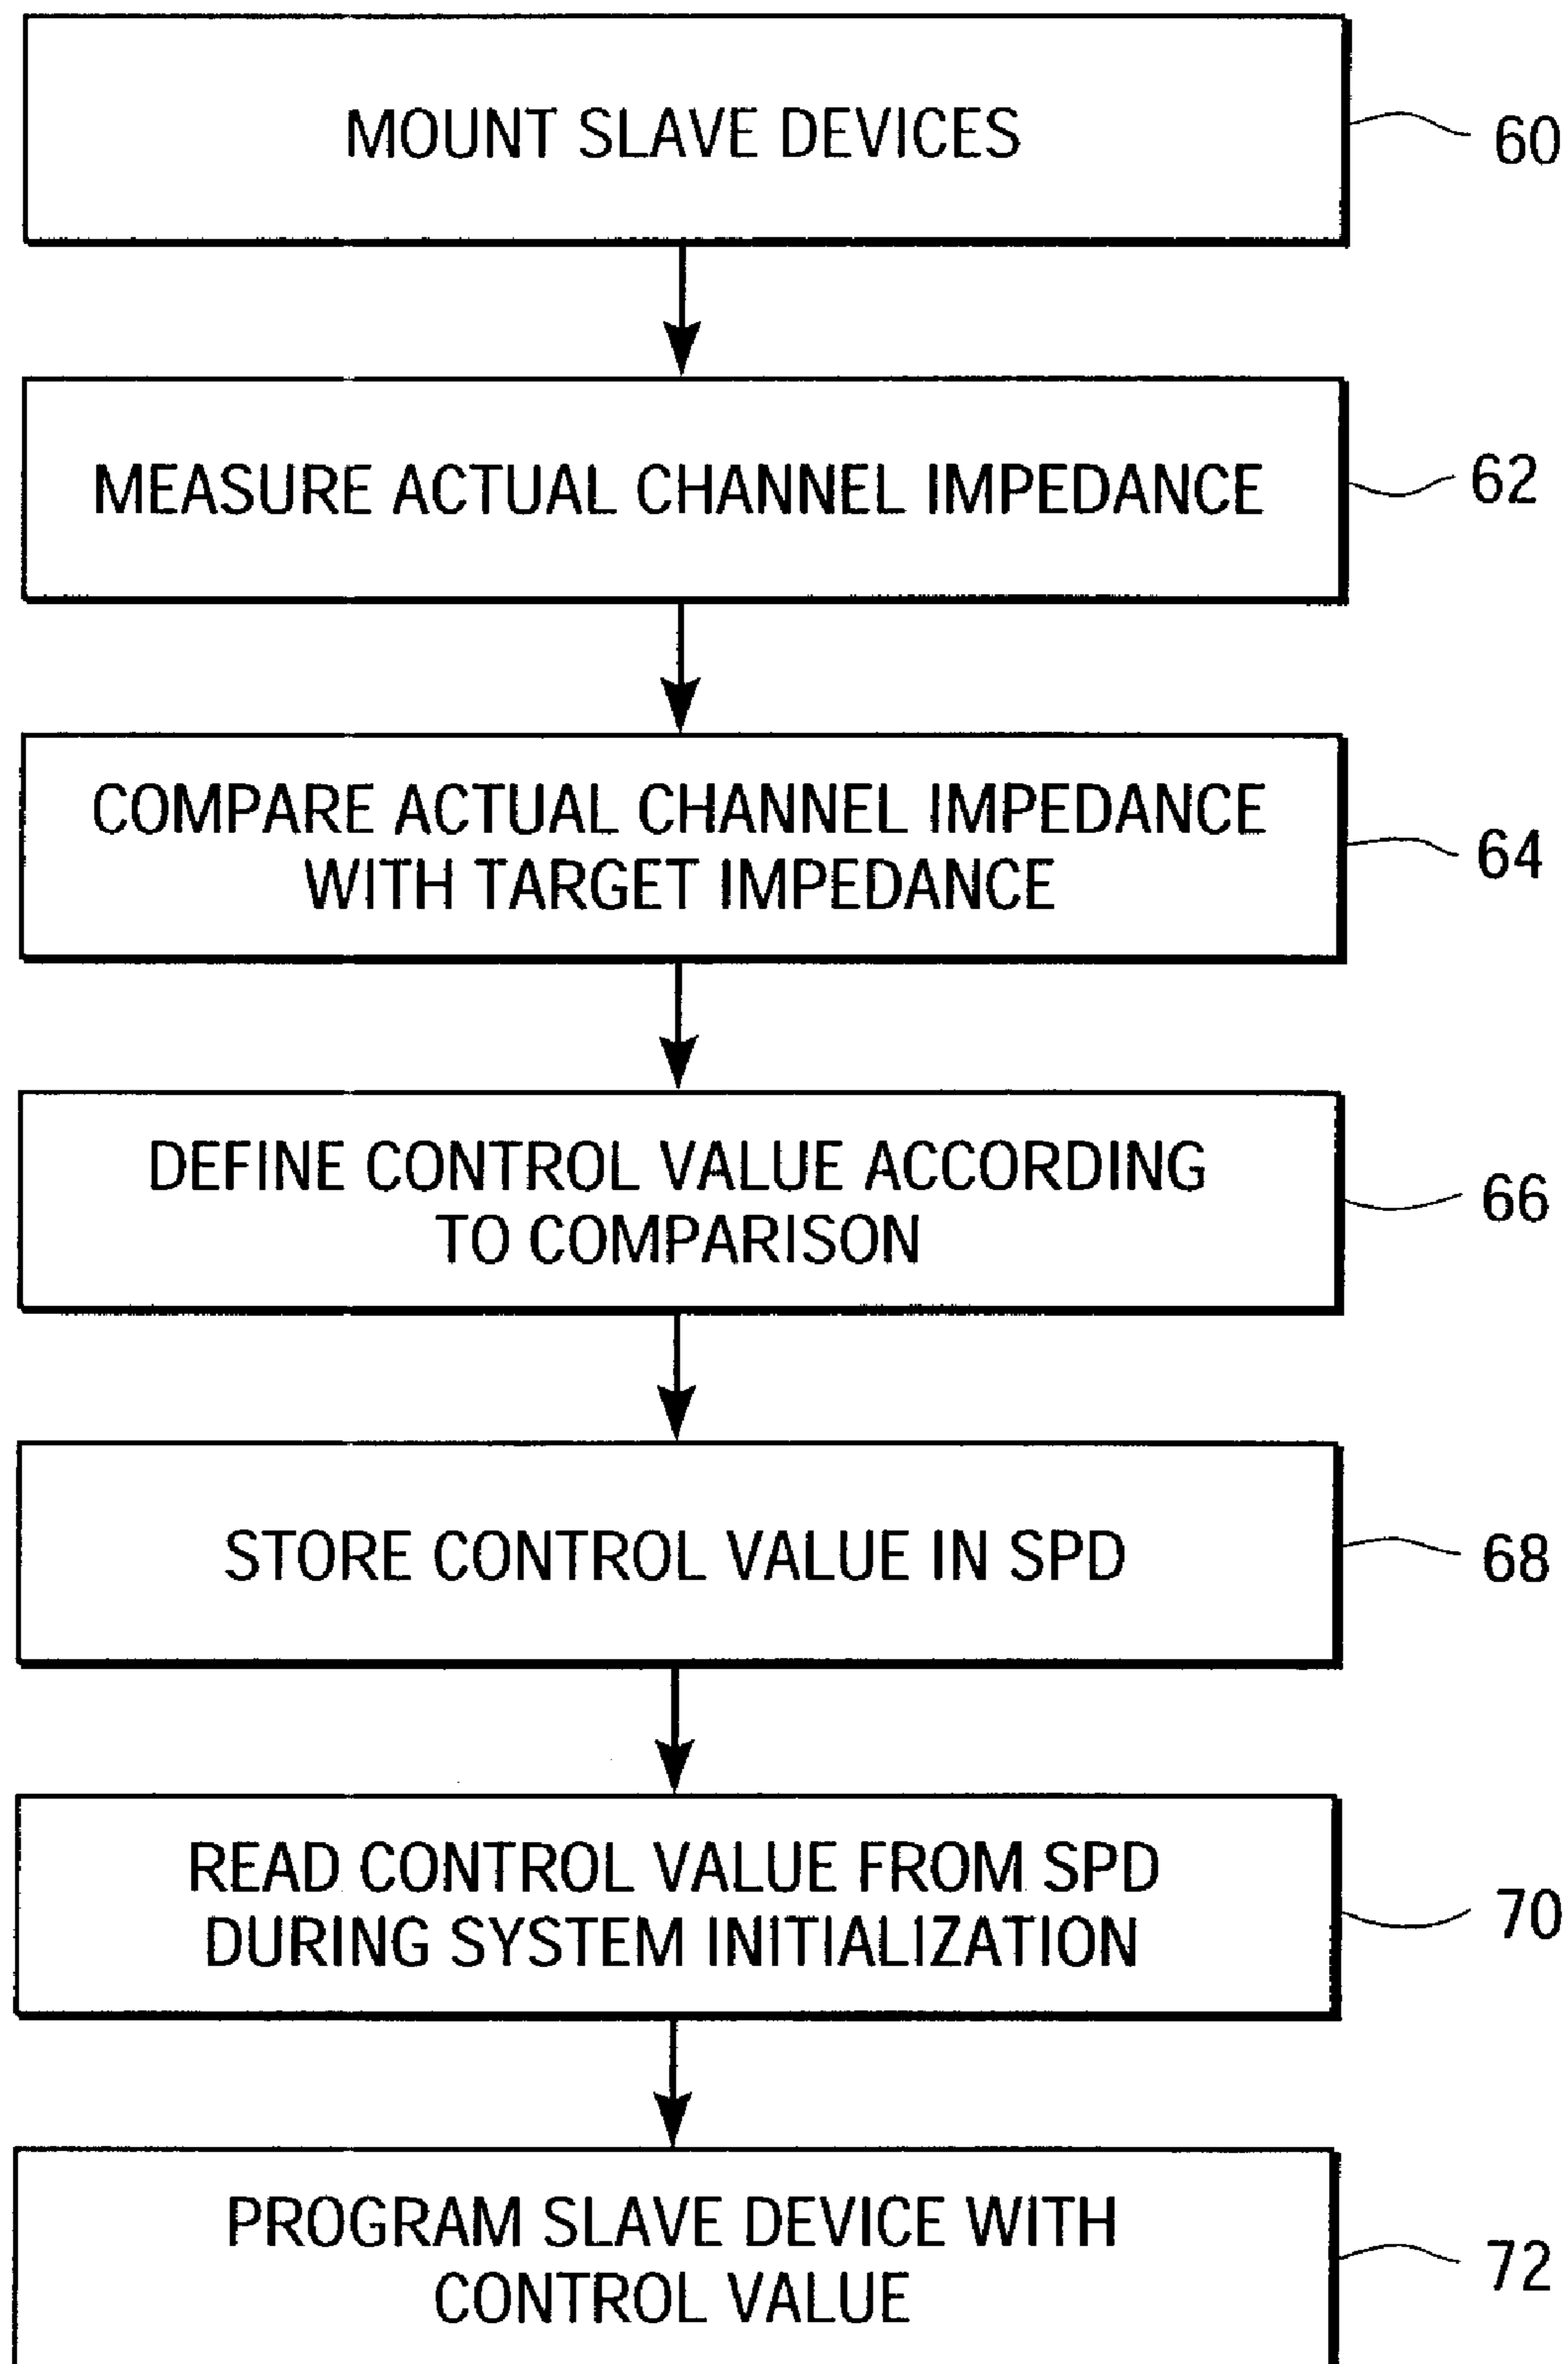 MOUNT SLAVE DEVICES
60
MEASURE ACTUAL CHANNEL IMPEDANCE
62
COMPARE ACTUAL CHANNEL IMPEDANCE
WITH TARGET IMPEDANCE
64
DEFINE CONTROL VALUE ACCORDING
TO COMPARISON
66
STORE CONTROL VALUE IN SPD
68
READ CONTROL VALUE FROM SPD
DURING SYSTEM INITIALIZATION
70
PROGRAM SLAVE DEVICE WITH
CONTROL VALUE
72